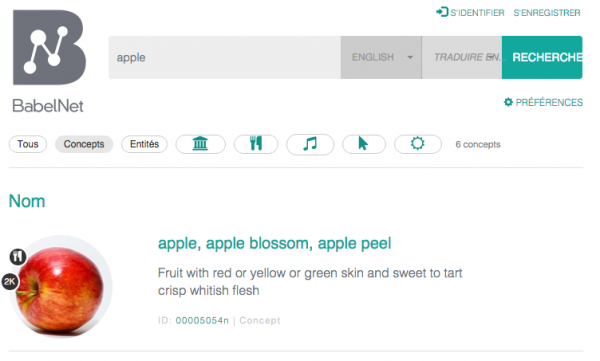 S'IDENTIFIER S'ENREGISTRER
apple ENGLISH TRADUIRE EN... RECHERCHE
BabelNet
PRÉFÉRENCES
Tous Concepts Entités 6 concepts
Nom
apple, apple blossom, apple peel
Fruit with red or yellow or green skin and sweet to tart
crisp whitish flesh
2K
ID: 00005054n | Concept